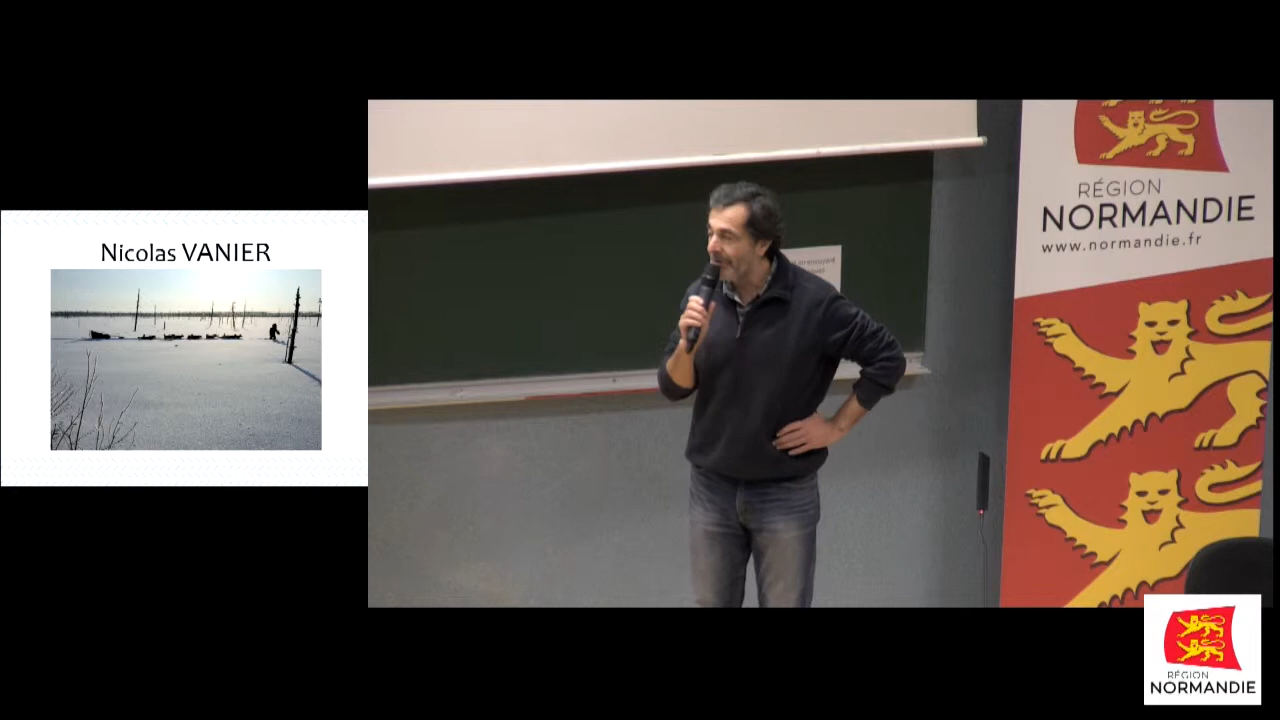 Nicolas VANIER
RÉGION
NORMANDIE
www.normandie.fr
RÉGION
NORMANDIE